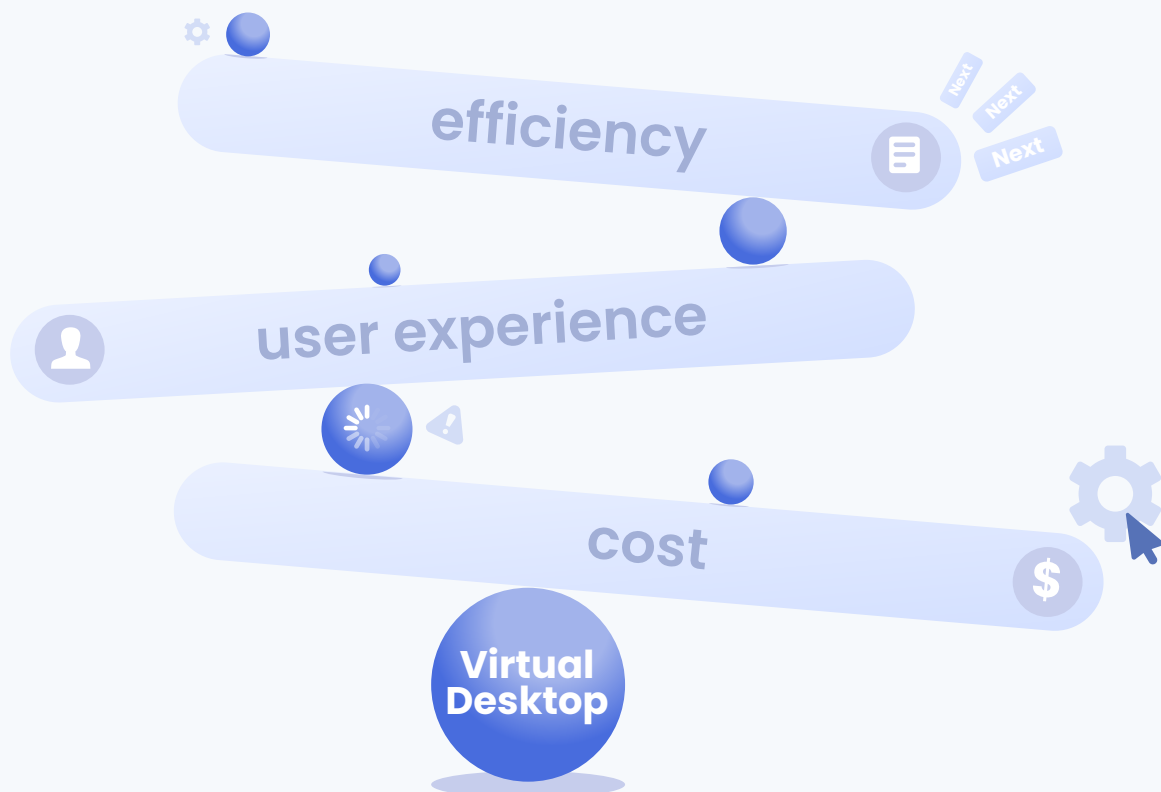 efficiency
Next
Next
Next
user experience
cost
$
Virtual
Desktop